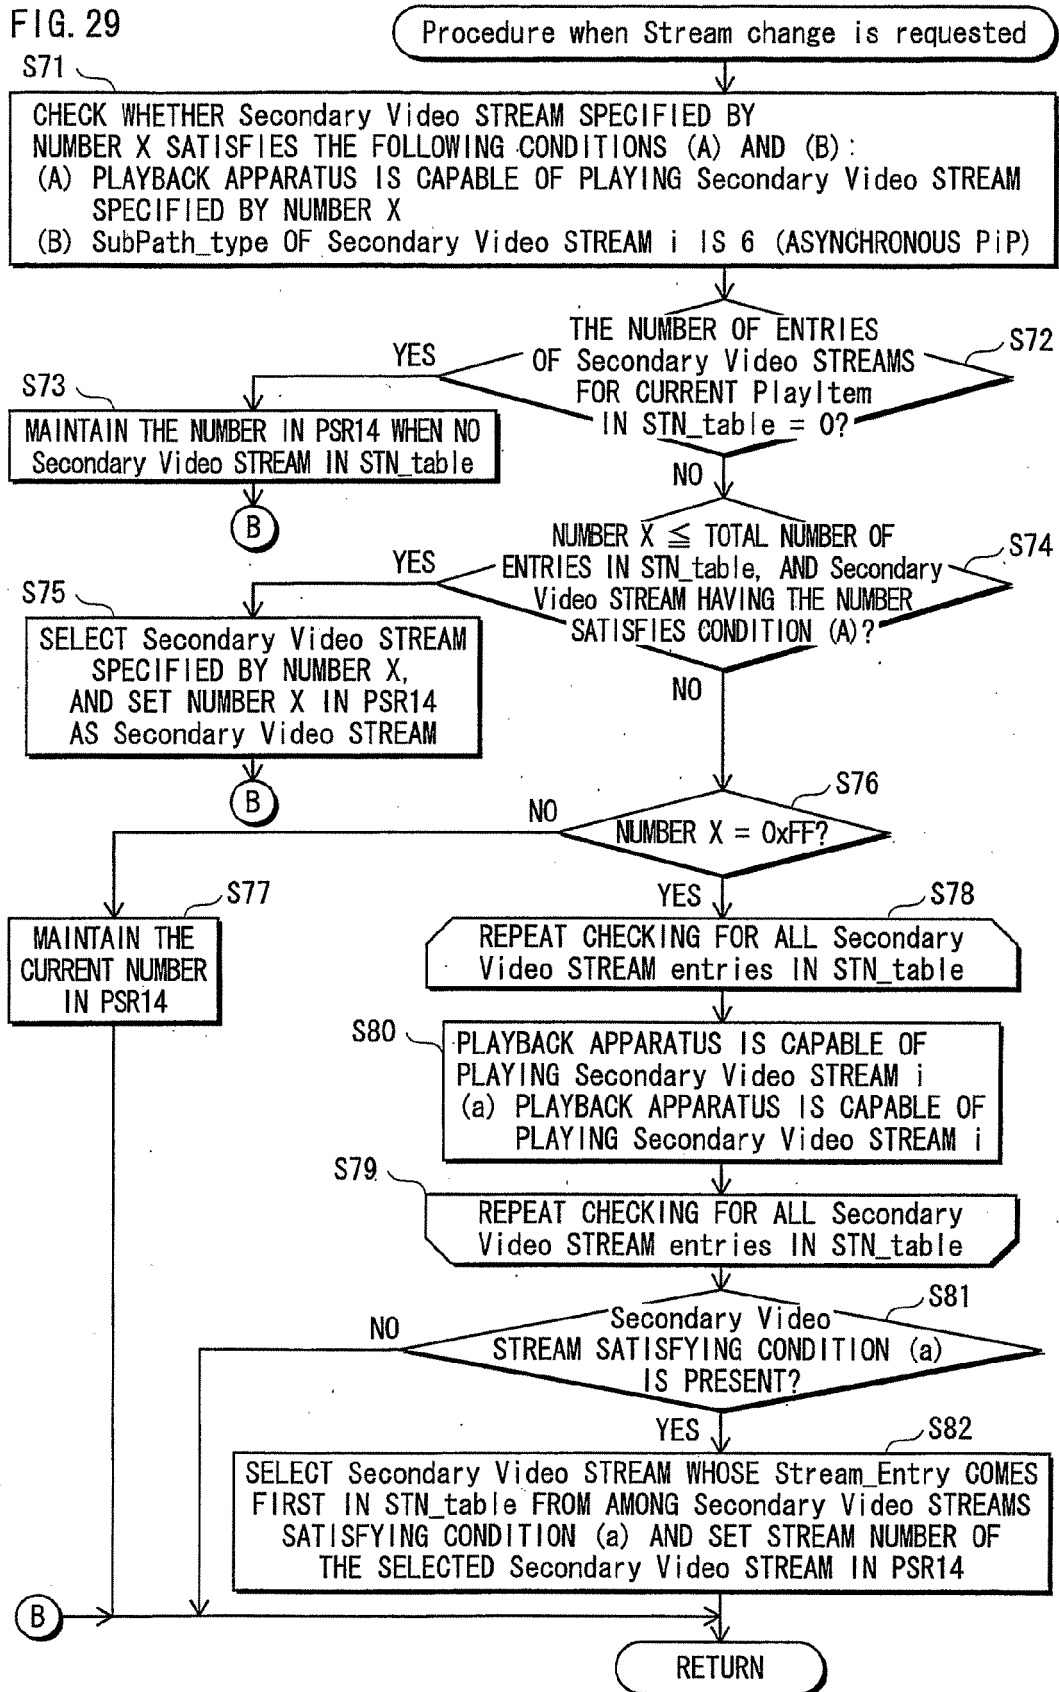 FIG. 29
Procedure when Stream change is requested
S71
CHECK WHETHER Secondary Video STREAM SPECIFIED BY
NUMBER X SATISFIES THE FOLLOWING CONDITIONS (A) AND (B):
(A) PLAYBACK APPARATUS IS CAPABLE OF PLAYING Secondary Video STREAM
SPECIFIED BY NUMBER X
(B) SubPath_type OF Secondary Video STREAM i IS 6 (ASYNCHRONOUS PiP)
THE NUMBER OF ENTRIES
OF Secondary Video STREAMS
FOR CURRENT PlayItem
IN STN_table = 0?
S72
YES
S73
MAINTAIN THE NUMBER IN PSR14 WHEN NO
Secondary Video STREAM IN STN_table
B
NO
NUMBER X ≦ TOTAL NUMBER OF
ENTRIES IN STN_table, AND Secondary
Video STREAM HAVING THE NUMBER
SATISFIES CONDITION (A)?
S74
YES
S75
SELECT Secondary Video STREAM
SPECIFIED BY NUMBER X,
AND SET NUMBER X IN PSR14
AS Secondary Video STREAM
B
NO
S76
NUMBER X = 0xFF?
NO
S77
MAINTAIN THE
CURRENT NUMBER
IN PSR14
YES
S78
REPEAT CHECKING FOR ALL Secondary
Video STREAM entries IN STN_table
S80
PLAYBACK APPARATUS IS CAPABLE OF
PLAYING Secondary Video STREAM i
(a) PLAYBACK APPARATUS IS CAPABLE OF
PLAYING Secondary Video STREAM i
S79
REPEAT CHECKING FOR ALL Secondary
Video STREAM entries IN STN_table
S81
Secondary Video
STREAM SATISFYING CONDITION (a)
IS PRESENT?
NO
YES
S82
SELECT Secondary Video STREAM WHOSE Stream_Entry COMES
FIRST IN STN_table FROM AMONG Secondary Video STREAMS
SATISFYING CONDITION (a) AND SET STREAM NUMBER OF
THE SELECTED Secondary Video STREAM IN PSR14
B
RETURN